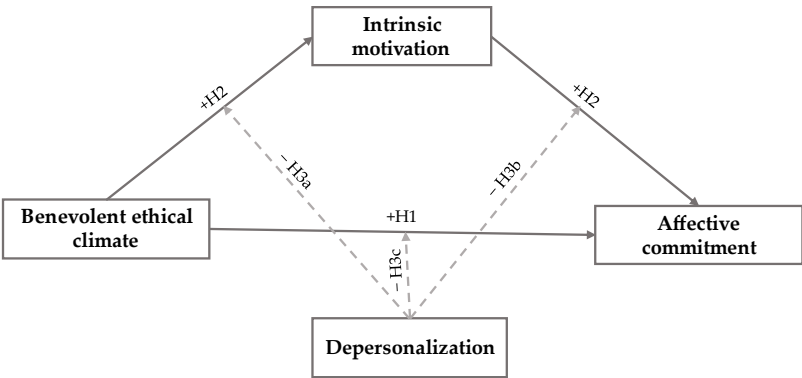 Intrinsic
motivation
+H2
+H2
– H3a
– H3b
Benevolent ethical
climate
+H1
Affective
commitment
– H3c
Depersonalization